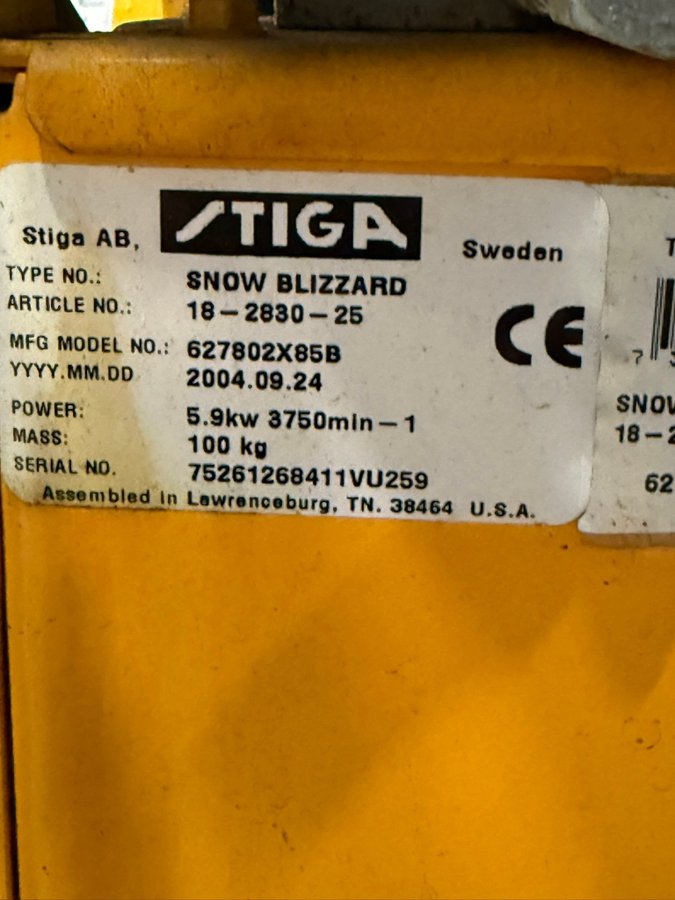 Stiga AB, STIGA Sweden
TYPE NO.: SNOW BLIZZARD
ARTICLE NO.: 18-2830-25
MFG MODEL NO.: 627802X85B
YYYY.MM.DD 2004.09.24
POWER: 5.9kw 3750min-1
MASS: 100 kg
SERIAL NO. 75261268411VU259
Assembled in Lawrenceburg, TN. 38464 U.S.A.
CE
T
7
SNOW
18-2
62